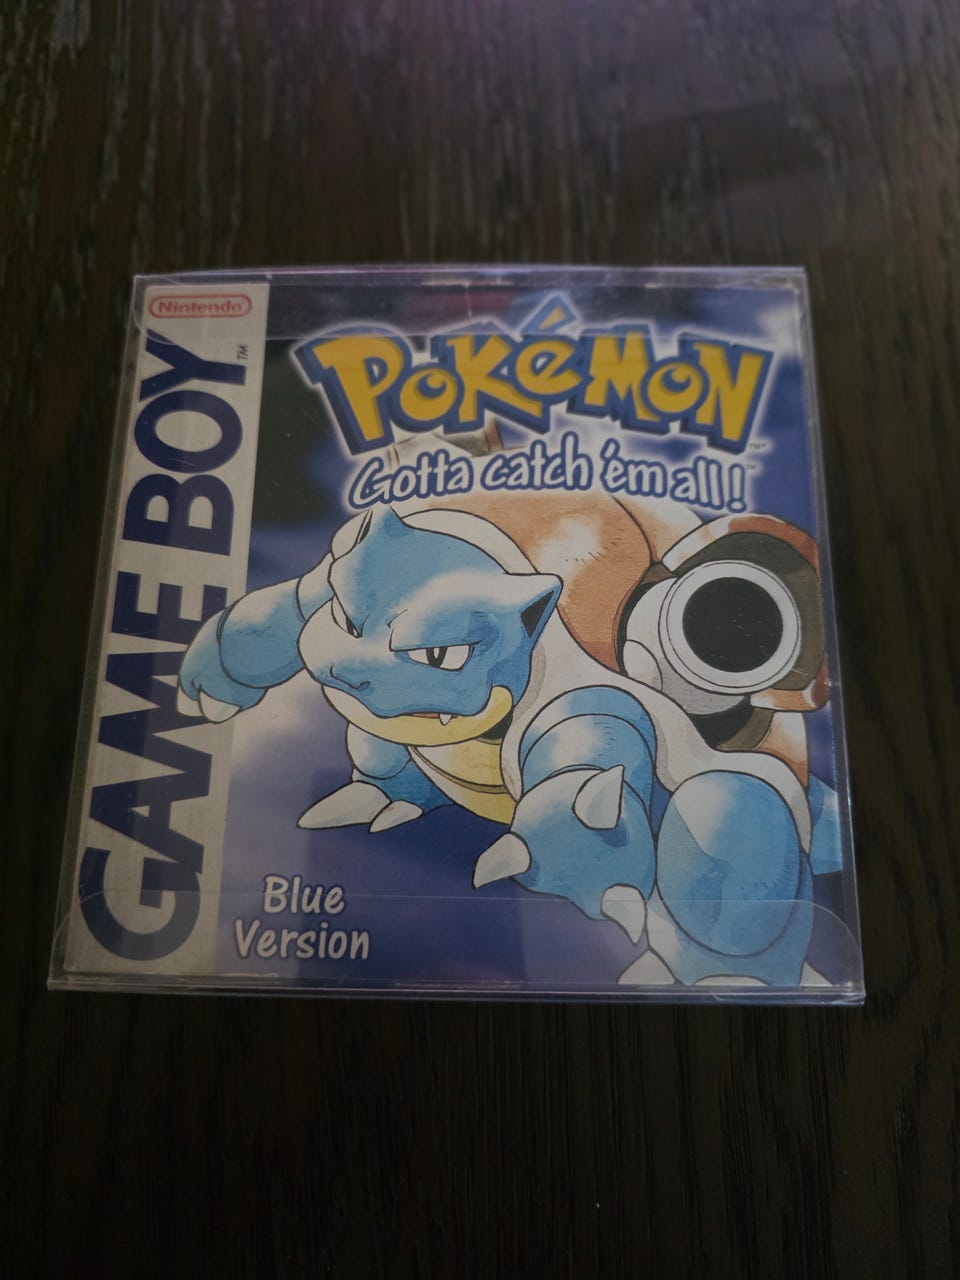 Nintendo
GAME BOY™
POKéMON™
Gotta catch 'em all!™
Blue
Version